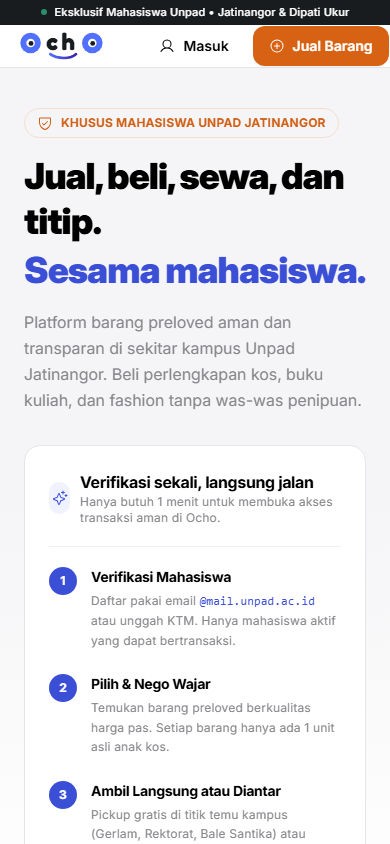 Eksklusif Mahasiswa Unpad • Jatinangor & Dipati Ukur
ocho
Masuk
Jual Barang
KHUSUS MAHASISWA UNPAD JATINANGOR
Jual, beli, sewa, dan
titip.
Sesama mahasiswa.
Platform barang preloved aman dan
transparan di sekitar kampus Unpad
Jatinangor. Beli perlengkapan kos, buku
kuliah, dan fashion tanpa was-was penipuan.
Verifikasi sekali, langsung jalan
Hanya butuh 1 menit untuk membuka akses
transaksi aman di Ocho.
1
Verifikasi Mahasiswa
Daftar pakai email @mail.unpad.ac.id
atau unggah KTM. Hanya mahasiswa aktif
yang dapat bertransaksi.
2
Pilih & Nego Wajar
Temukan barang preloved berkualitas
harga pas. Setiap barang hanya ada 1 unit
asli anak kos.
3
Ambil Langsung atau Diantar
Pickup gratis di titik temu kampus
(Gerlam, Rektorat, Bale Santika) atau